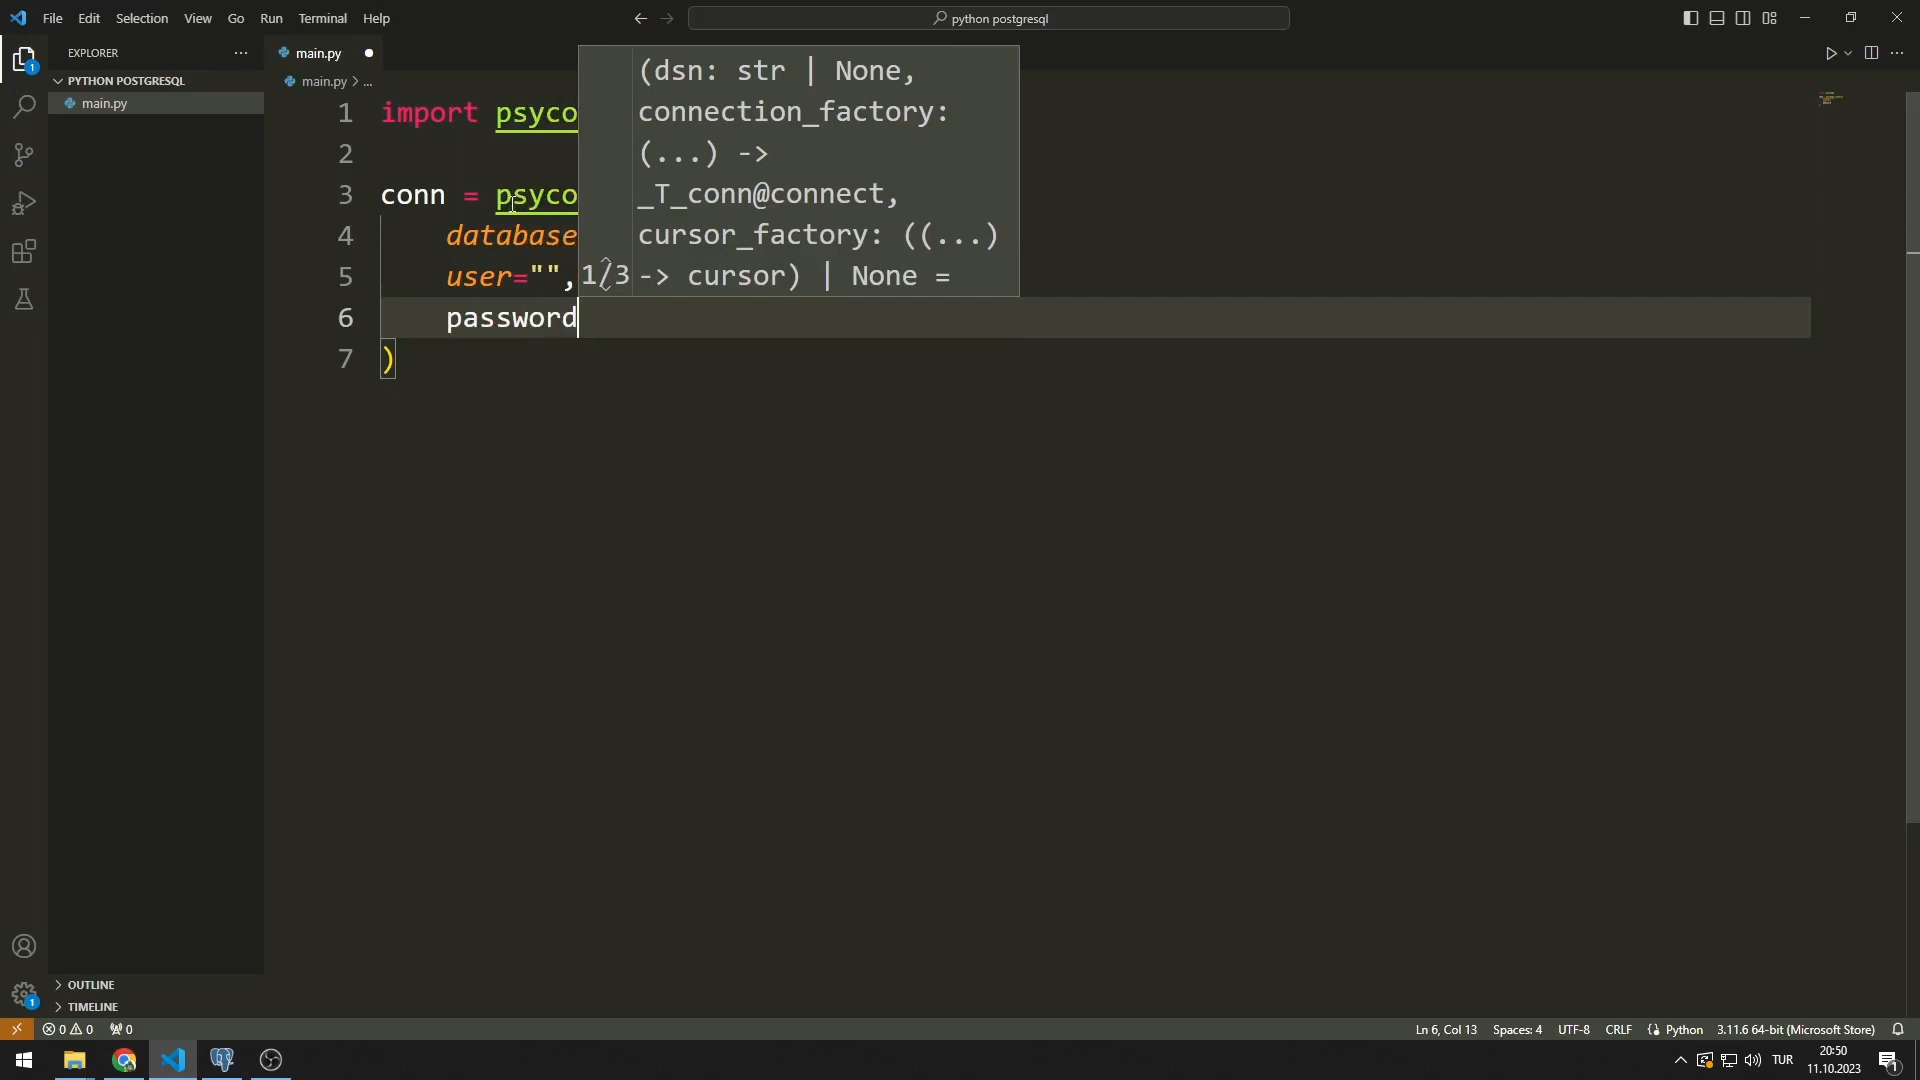 File Edit Selection View Go Run Terminal Help
python postgresql
EXPLORER
main.py
PYTHON POSTGRESQL
main.py
main.py > ...
1 import psyco
2
3 conn = psyco
4 database
5 user="",
6 password
7 )
(dsn: str | None,
connection_factory:
(...) ->
_T_conn@connect,
cursor_factory: ((...)
1/3 -> cursor) | None =
OUTLINE
TIMELINE
1
1
0 0 0
Ln 6, Col 13 Spaces: 4 UTF-8 CRLF Python 3.11.6 64-bit (Microsoft Store)
TUR
20:50
11.10.2023
1